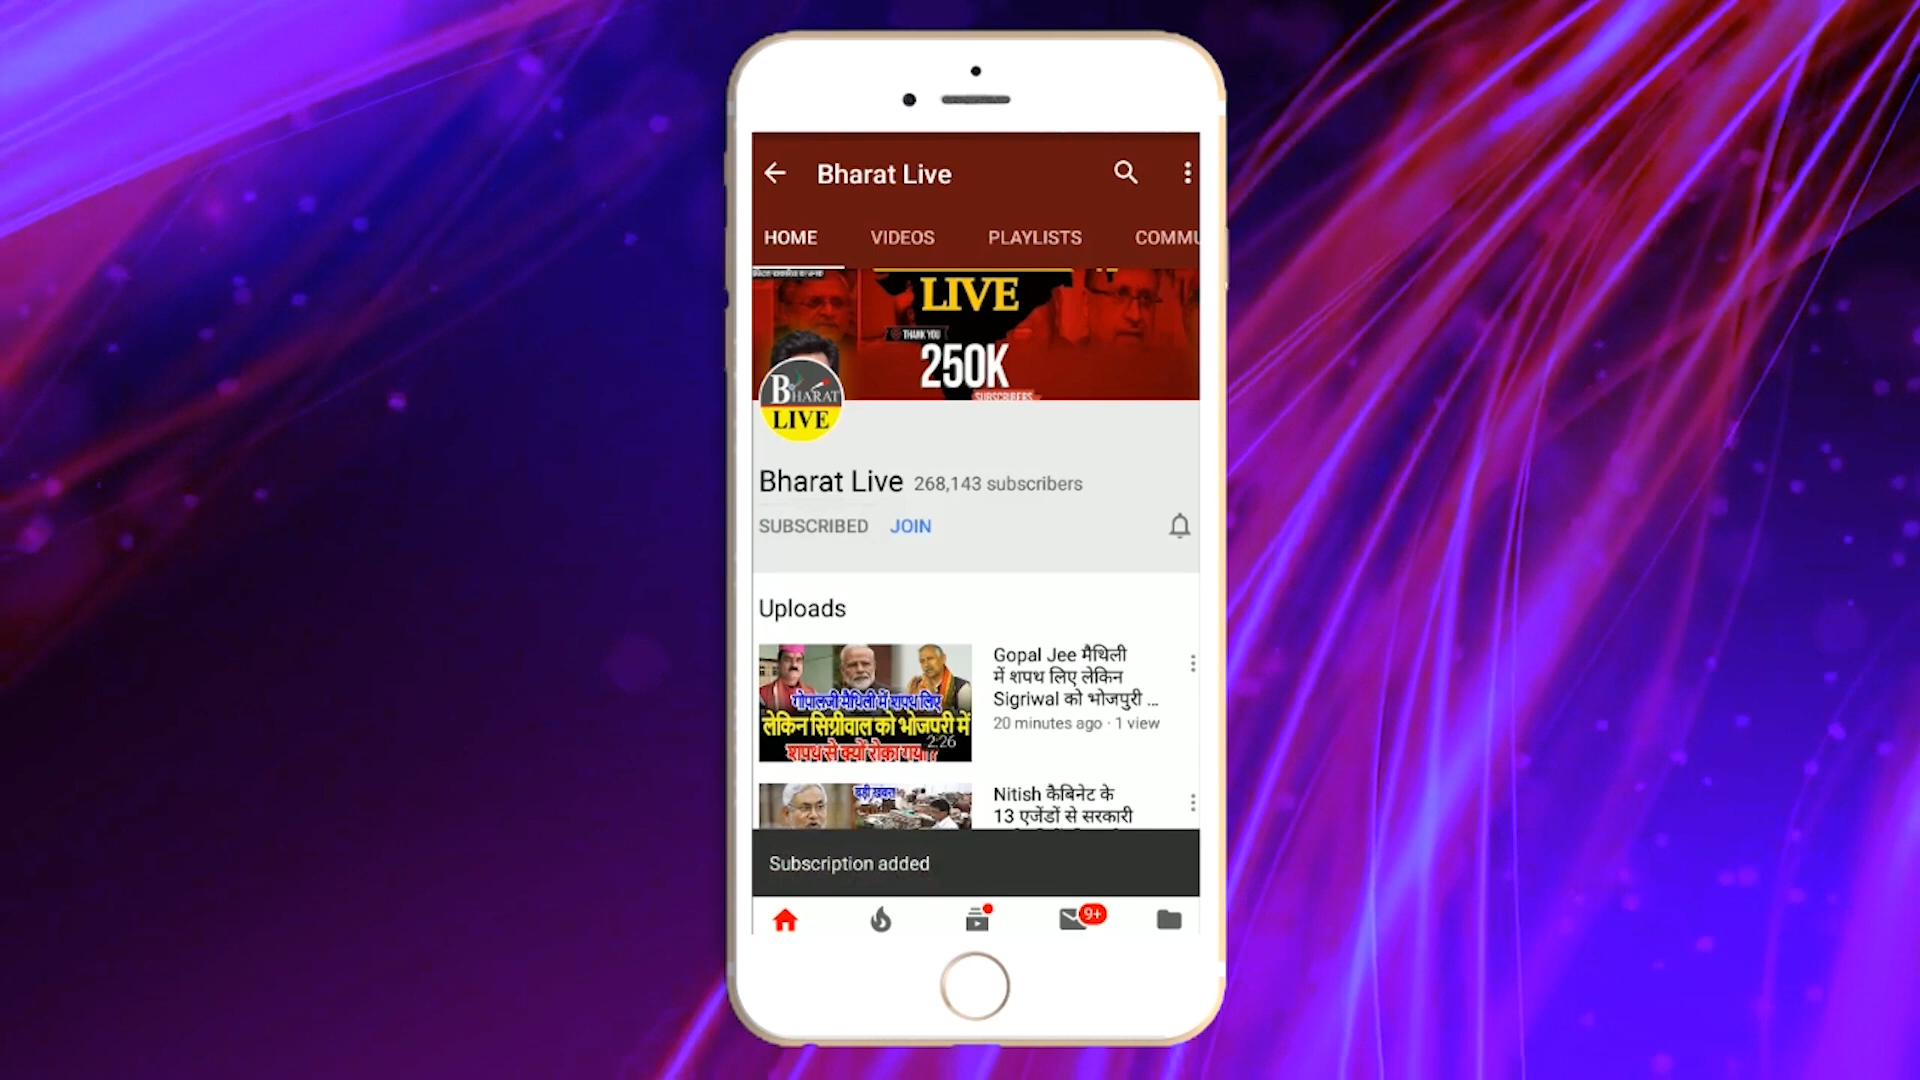 Bharat Live
HOME VIDEOS PLAYLISTS COMMU
LIVE
THANK YOU
250K
SUBSCRIBERS
BHARAT
LIVE
Bharat Live 268,143 subscribers
SUBSCRIBED JOIN
Uploads
गोपालजी मैथिली में शपथ लिए
लेकिन सिग्रीवाल को भोजपुरी में
शपथ से क्यों रोका गया
2:26
Gopal Jee मैथिली
में शपथ लिए लेकिन
Sigriwal को भोजपुरी ...
20 minutes ago · 1 view
बड़ी खबर
Nitish कैबिनेट के
13 एजेंडों से सरकारी
Subscription added
9+